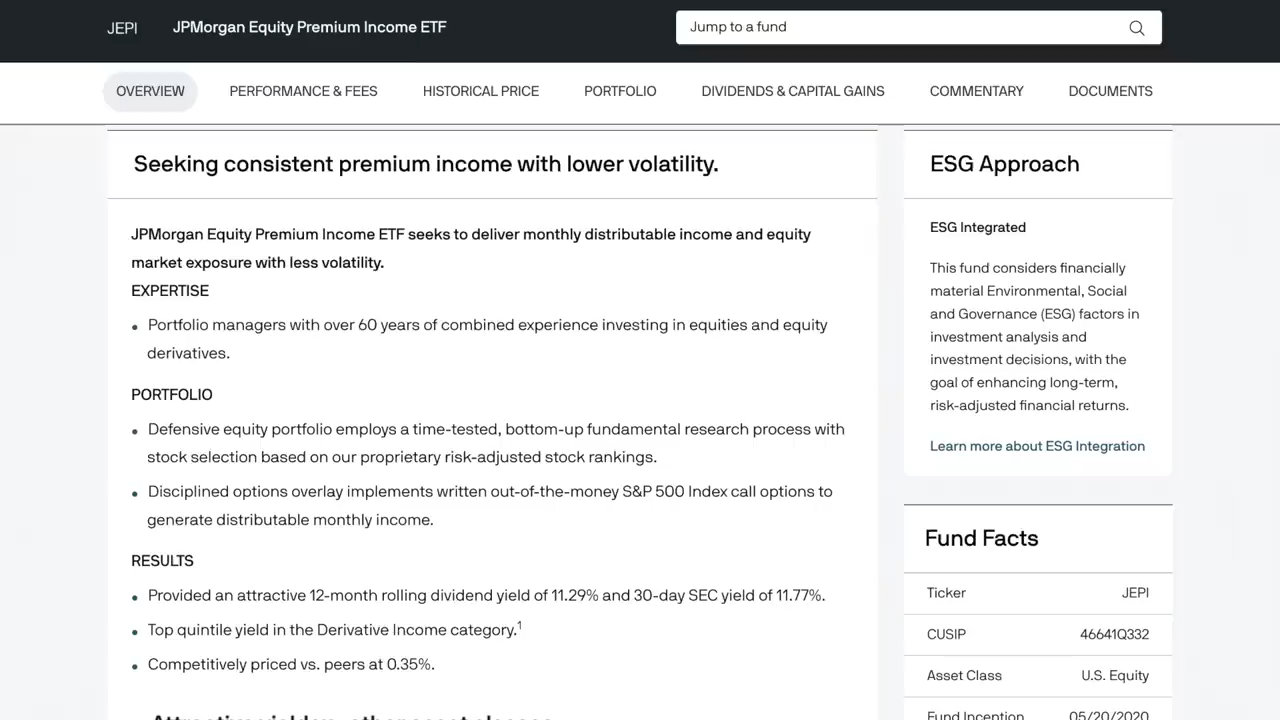 JEPI
JPMorgan Equity Premium Income ETF
Jump to a fund
OVERVIEW
PERFORMANCE & FEES
HISTORICAL PRICE
PORTFOLIO
DIVIDENDS & CAPITAL GAINS
COMMENTARY
DOCUMENTS
Seeking consistent premium income with lower volatility.
JPMorgan Equity Premium Income ETF seeks to deliver monthly distributable income and equity
market exposure with less volatility.
EXPERTISE
• Portfolio managers with over 60 years of combined experience investing in equities and equity
derivatives.
PORTFOLIO
• Defensive equity portfolio employs a time-tested, bottom-up fundamental research process with
stock selection based on our proprietary risk-adjusted stock rankings.
• Disciplined options overlay implements written out-of-the-money S&P 500 Index call options to
generate distributable monthly income.
RESULTS
• Provided an attractive 12-month rolling dividend yield of 11.29% and 30-day SEC yield of 11.77%.
• Top quintile yield in the Derivative Income category.¹
• Competitively priced vs. peers at 0.35%.
ESG Approach
ESG Integrated
This fund considers financially
material Environmental, Social
and Governance (ESG) factors in
investment analysis and
investment decisions, with the
goal of enhancing long-term,
risk-adjusted financial returns.
Learn more about ESG Integration
Fund Facts
Ticker JEPI
CUSIP 46641Q332
Asset Class U.S. Equity
Fund Inception 05/20/2020